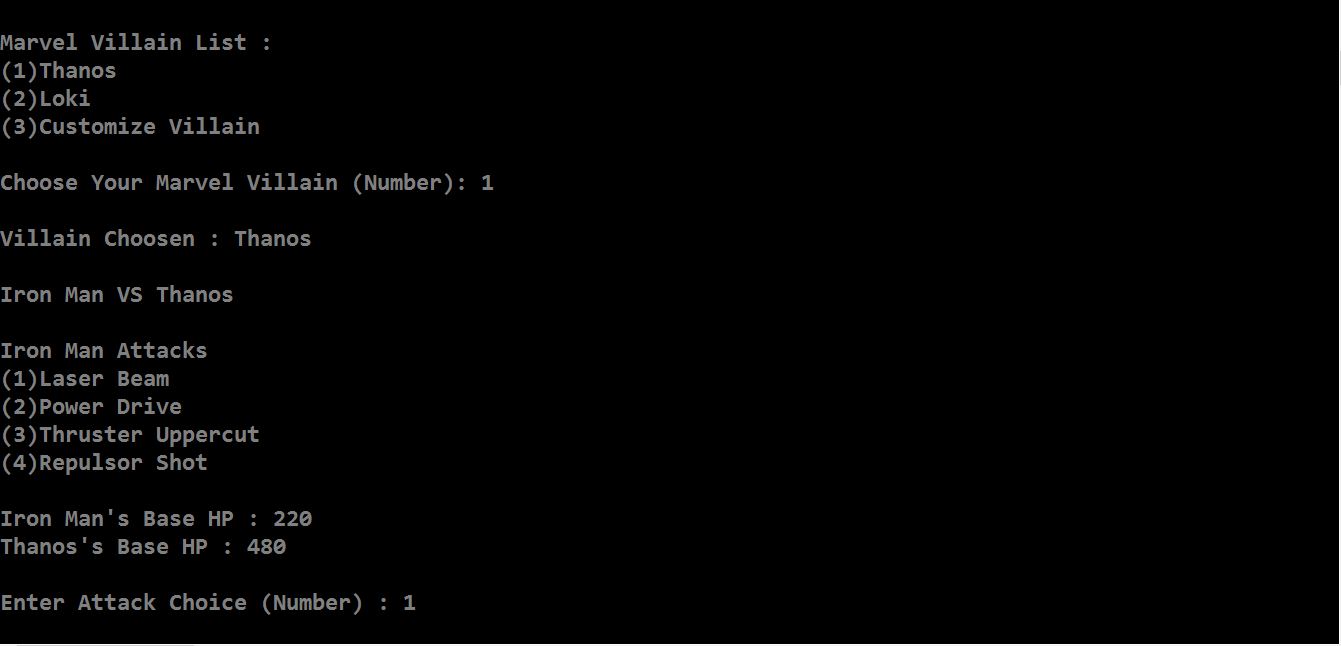 Marvel Villain List :
(1)Thanos
(2)Loki
(3)Customize Villain
Choose Your Marvel Villain (Number): 1
Villain Choosen : Thanos
Iron Man VS Thanos
Iron Man Attacks
(1)Laser Beam
(2)Power Drive
(3)Thruster Uppercut
(4)Repulsor Shot
Iron Man's Base HP : 220
Thanos's Base HP : 480
Enter Attack Choice (Number) : 1